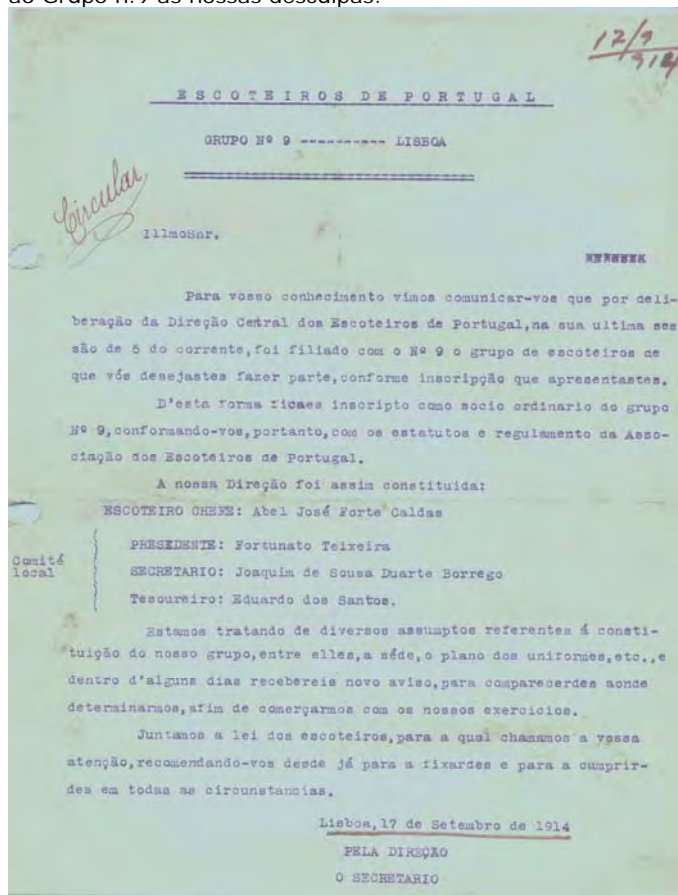 ao Grupo n.º9 as nossas desculpas.
17/9
914
ESCOTEIROS DE PORTUGAL
GRUPO Nº 9 ---------- LISBOA
Circular
IllmoSnr.
Para vosso conhecimento vimos comunicar-vos que por deli-
beração da Direção Cetral dos Escoteiros de Portugal,na sua ultima ses
são de 5 do corrente,foi filiado com o Nº 9 o grupo de escoteiros de
que vós desejastes fazer parte,conforme inscripção que apresentastes.
D'esta forma ficaes inscripto como socio ordinario do grupo
Nº 9,conformando-vos,portanto,com os estatutos e regulamento da Asso-
ciação dos Escoteiros de Portugal.
A nossa Direção foi assim constituida:
ESCOTEIRO CHEFE: Abel José Forte Caldas
Comité
local
PRESEDENTE: Fortunato Teixeira
SECRETARIO: Joaquim de Sousa Duarte Borrego
Tesoureiro: Eduardo dos Santos.
Estamos tratando de diversos assumptos referentes á consti-
tuição do nosso grupo,entre elles,a séde,o plano dos uniformes,etc.,e
dentro d'alguns dias recebereis novo aviso,para comparecerdes aonde
determinarmos,afim de comerçarmos com os nossos exercicios.
Juntamos a lei dos escoteiros,para a qual chamamos a vossa
atenção,recomendando-vos desde já para a fixardes e para a cumprir-
des em todas as circunstancias.
Lisboa,17 de Setembro de 1914
PELA DIREÇÃO
O SECRETARIO